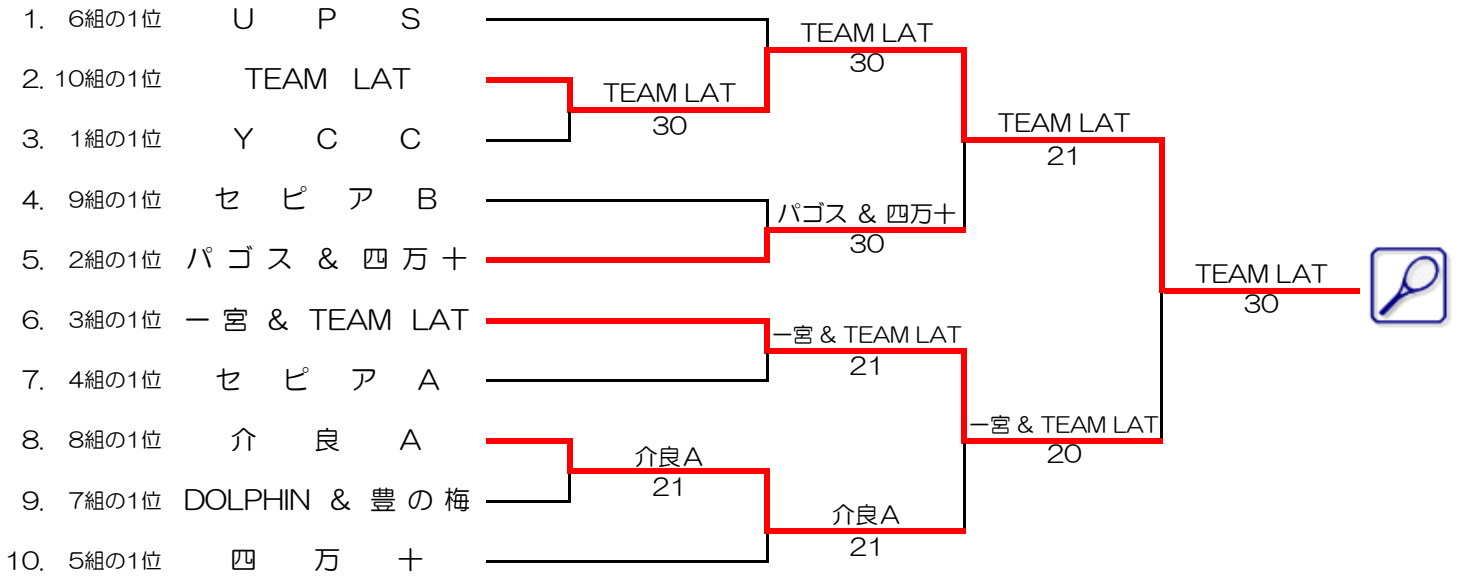 1. 6組の1位 U P S
TEAM LAT
30
2. 10組の1位 TEAM LAT
TEAM LAT
30
3. 1組の1位 Y C C
TEAM LAT
21
4. 9組の1位 セ ピ ア B
パゴス & 四万十
30
5. 2組の1位 パ ゴ ス & 四 万 十
TEAM LAT
30
6. 3組の1位 一 宮 & TEAM LAT
一宮 & TEAM LAT
21
7. 4組の1位 セ ピ ア A
一宮 & TEAM LAT
20
8. 8組の1位 介 良 A
介良A
21
9. 7組の1位 DOLPHIN & 豊 の 梅
介良A
21
10. 5組の1位 四 万 十